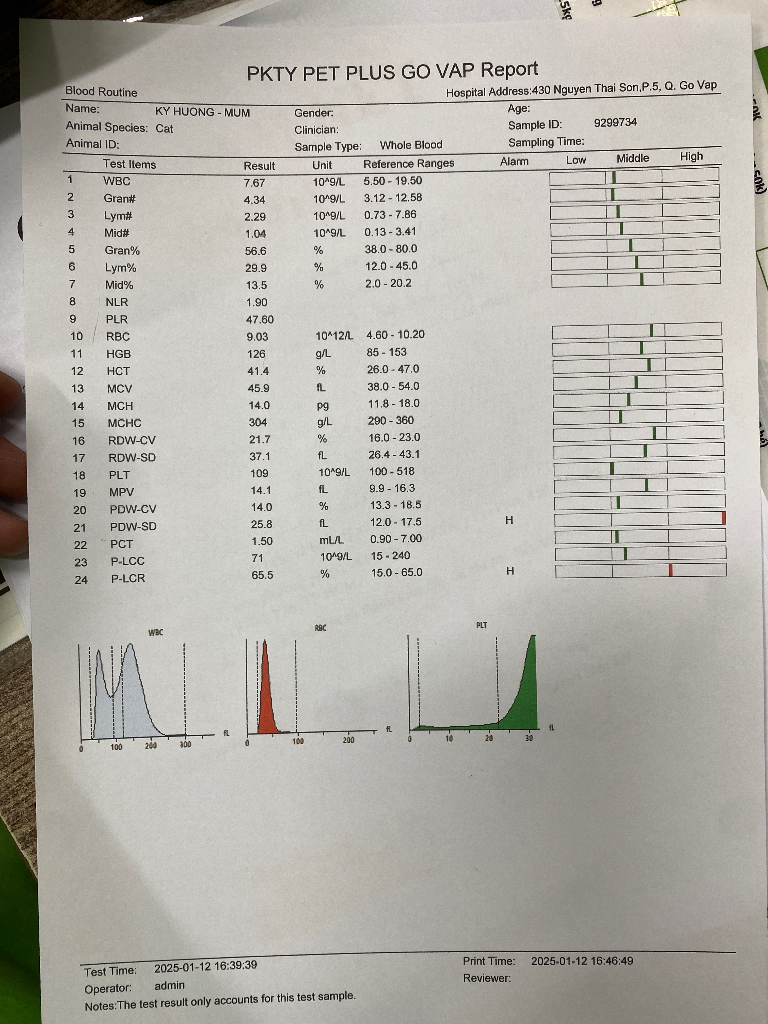 PKTY PET PLUS GO VAP Report
Blood Routine Hospital Address:430 Nguyen Thai Son,P.5, Q. Go Vap
Name: KY HUONG - MUM Gender: Age:
Animal Species: Cat Clinician: Sample ID: 9299734
Animal ID: Sample Type: Whole Blood Sampling Time:
Test Items Result Unit Reference Ranges Alarm Low Middle High
1 WBC 7.67 10^9/L 5.50 - 19.50
2 Gran# 4.34 10^9/L 3.12 - 12.58
3 Lym# 2.29 10^9/L 0.73 - 7.86
4 Mid# 1.04 10^9/L 0.13 - 3.41
5 Gran% 56.6 % 38.0 - 80.0
6 Lym% 29.9 % 12.0 - 45.0
7 Mid% 13.5 % 2.0 - 20.2
8 NLR 1.90
9 PLR 47.60
10 RBC 9.03 10^12/L 4.60 - 10.20
11 HGB 126 g/L 85 - 153
12 HCT 41.4 % 26.0 - 47.0
13 MCV 45.9 fL 38.0 - 54.0
14 MCH 14.0 pg 11.8 - 18.0
15 MCHC 304 g/L 290 - 360
16 RDW-CV 21.7 % 16.0 - 23.0
17 RDW-SD 37.1 fL 26.4 - 43.1
18 PLT 109 10^9/L 100 - 518
19 MPV 14.1 fL 9.9 - 16.3
20 PDW-CV 14.0 % 13.3 - 18.5
21 PDW-SD 25.8 fL 12.0 - 17.5 H
22 PCT 1.50 mL/L 0.90 - 7.00
23 P-LCC 71 10^9/L 15 - 240
24 P-LCR 65.5 % 15.0 - 65.0 H
WBC RBC PLT
0 100 200 300 fL 0 100 200 fL 0 10 20 30 fL
Test Time: 2025-01-12 16:39:39 Print Time: 2025-01-12 16:46:49
Operator: admin Reviewer:
Notes:The test result only accounts for this test sample.